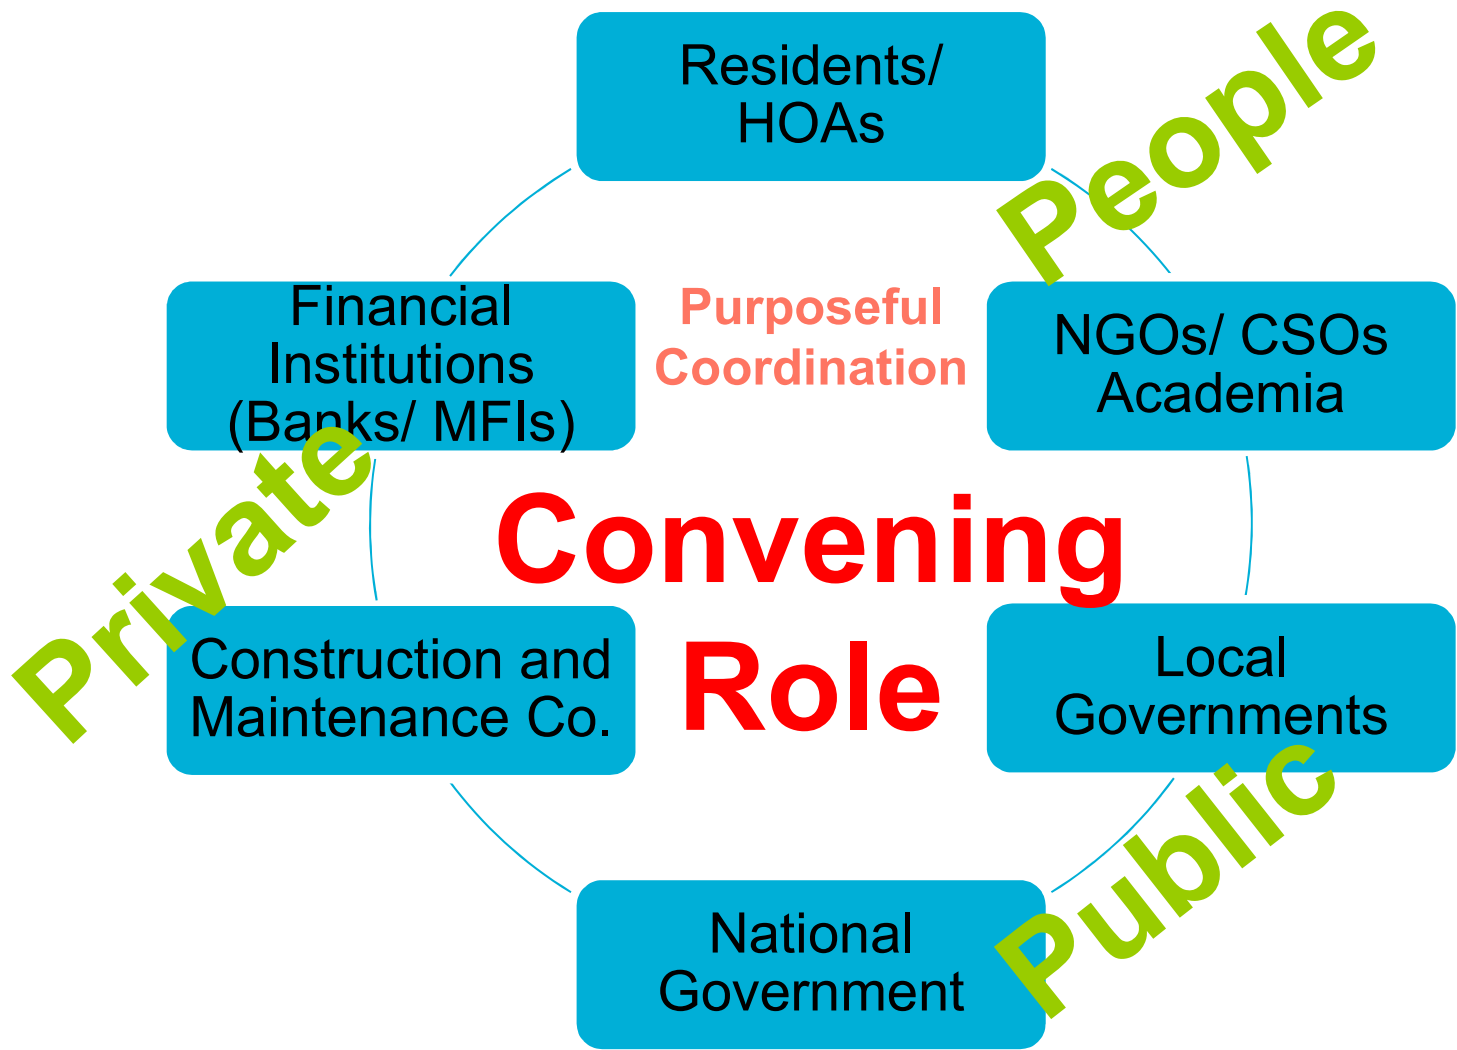 Residents/
HOAs
People
Financial
Institutions
(Banks/ MFIs)
Purposeful
Coordination
NGOs/ CSOs
Academia
Private
Convening
Role
Construction and
Maintenance Co.
Local
Governments
Public
National
Government